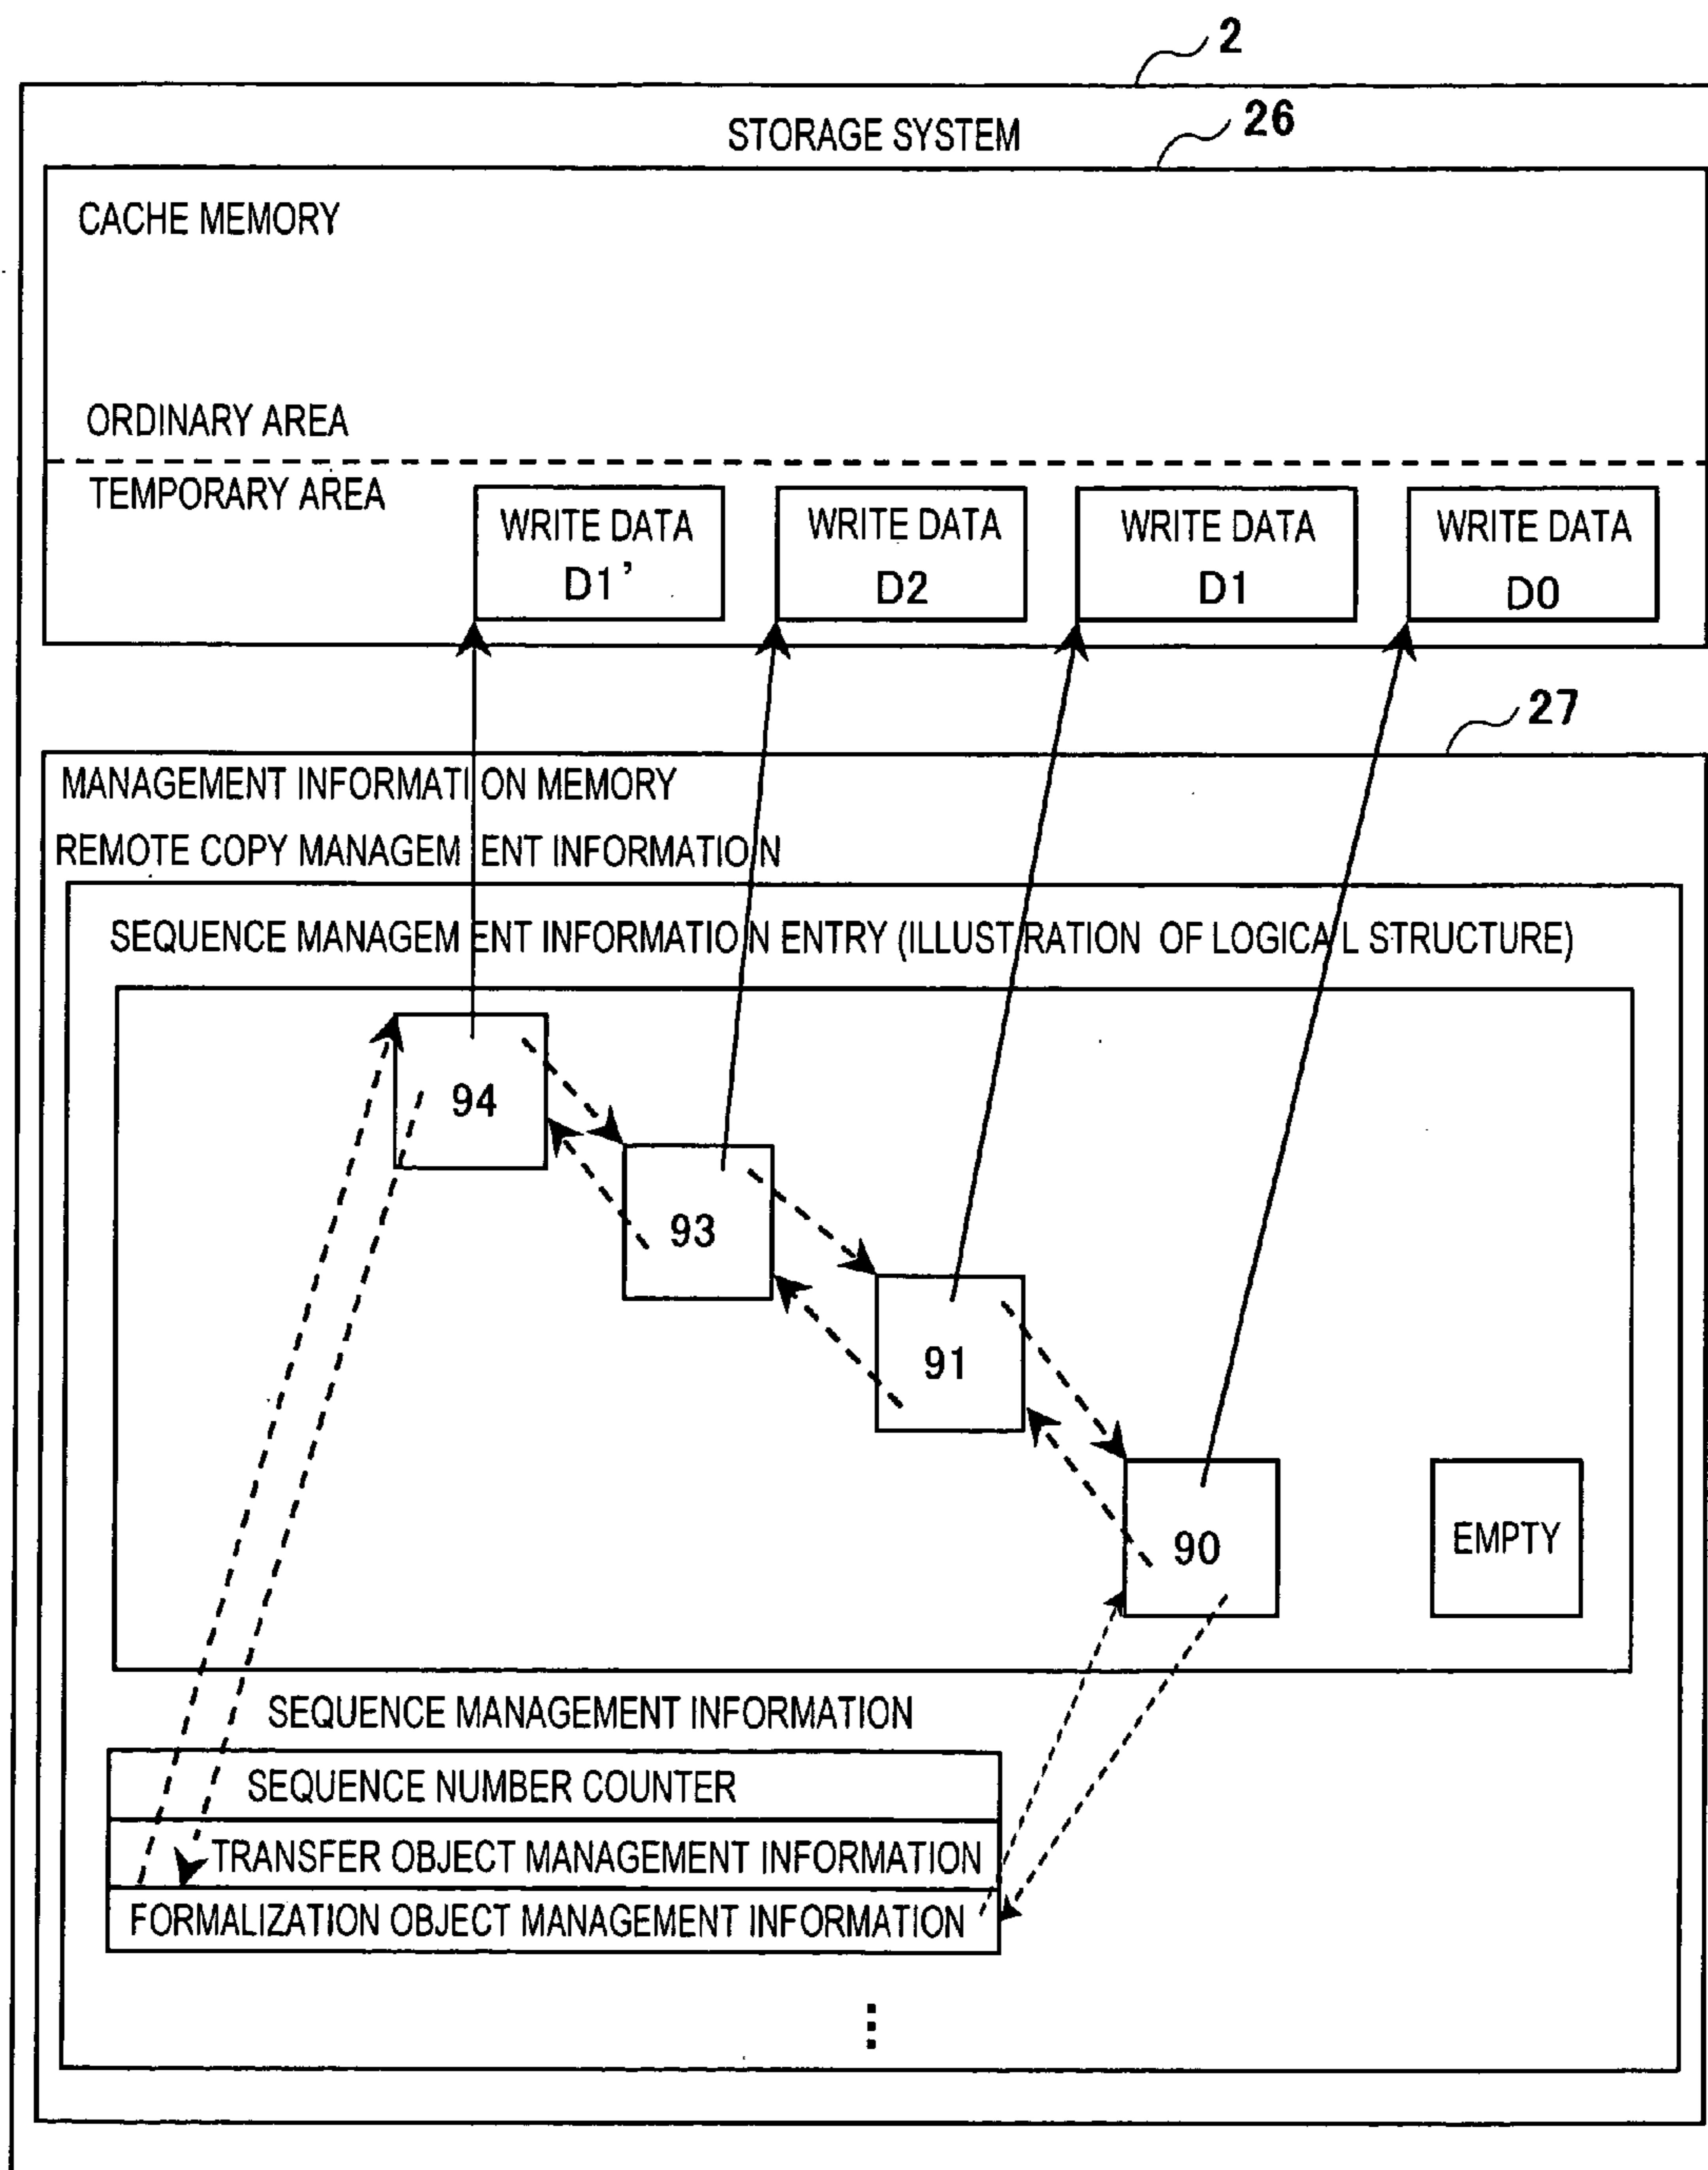 2
STORAGE SYSTEM
26
CACHE MEMORY
ORDINARY AREA
TEMPORARY AREA
WRITE DATA
D1’
WRITE DATA
D2
WRITE DATA
D1
WRITE DATA
D0
27
MANAGEMENT INFORMATION MEMORY
REMOTE COPY MANAGEMENT INFORMATION
SEQUENCE MANAGEMENT INFORMATION ENTRY (ILLUSTRATION OF LOGICAL STRUCTURE)
94
93
91
90
EMPTY
SEQUENCE MANAGEMENT INFORMATION
SEQUENCE NUMBER COUNTER
TRANSFER OBJECT MANAGEMENT INFORMATION
FORMALIZATION OBJECT MANAGEMENT INFORMATION
⋮